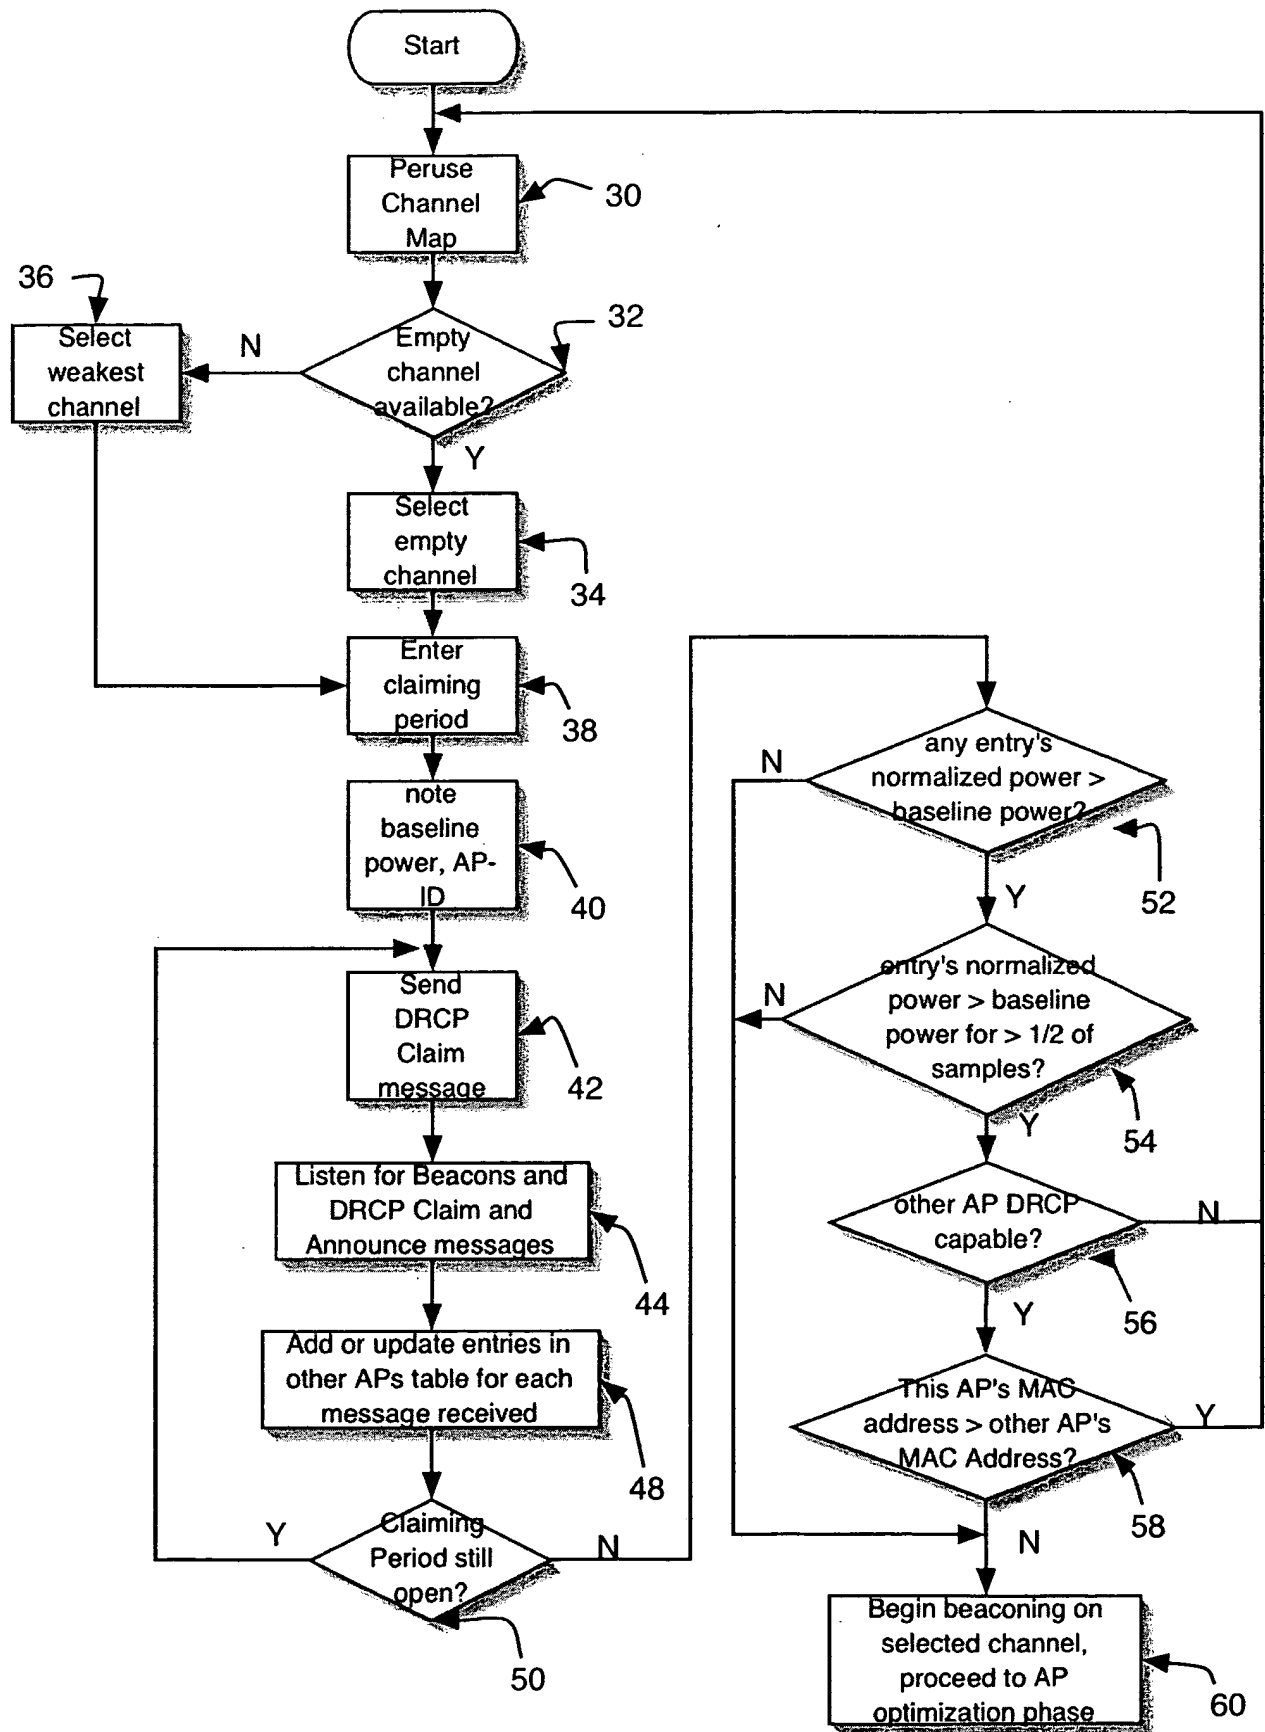 Start
Peruse
Channel
Map
30
36
32
Select
weakest
channel
N
Empty
channel
available?
Y
Select
empty
channel
34
Enter
claiming
period
38
note
baseline
power, AP-
ID
40
Send
DRCP
Claim
message
42
Listen for Beacons and
DRCP Claim and
Announce messages
44
Add or update entries in
other APs table for each
message received
48
Claiming
Period still
open?
Y
N
50
any entry's
normalized power >
baseline power?
N
Y
52
entry's normalized
power > baseline
power for > 1/2 of
samples?
N
Y
54
other AP DRCP
capable?
N
Y
56
This AP's MAC
address > other AP's
MAC Address?
Y
N
58
Begin beaconing on
selected channel,
proceed to AP
optimization phase
60